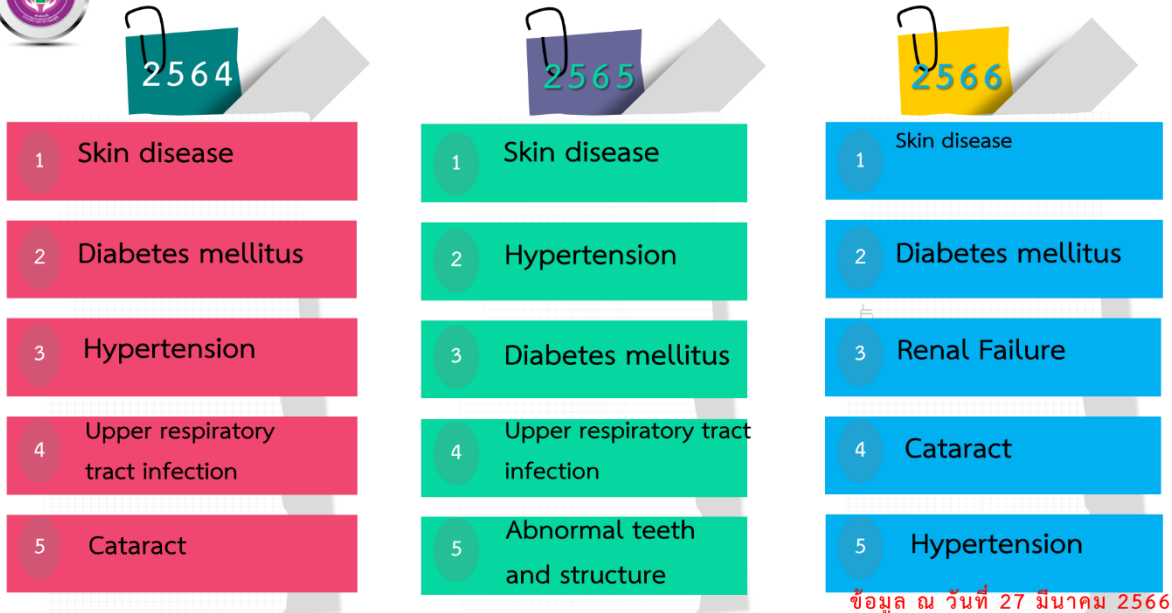 2564
1
Skin disease
2
Diabetes mellitus
3
Hypertension
4
Upper respiratory
tract infection
5
Cataract
2565
1
Skin disease
2
Hypertension
3
Diabetes mellitus
4
Upper respiratory tract
infection
5
Abnormal teeth
and structure
2566
1
Skin disease
2
Diabetes mellitus
3
Renal Failure
4
Cataract
5
Hypertension
ข้อมูล ณ วันที่ 27 มีนาคม 2566